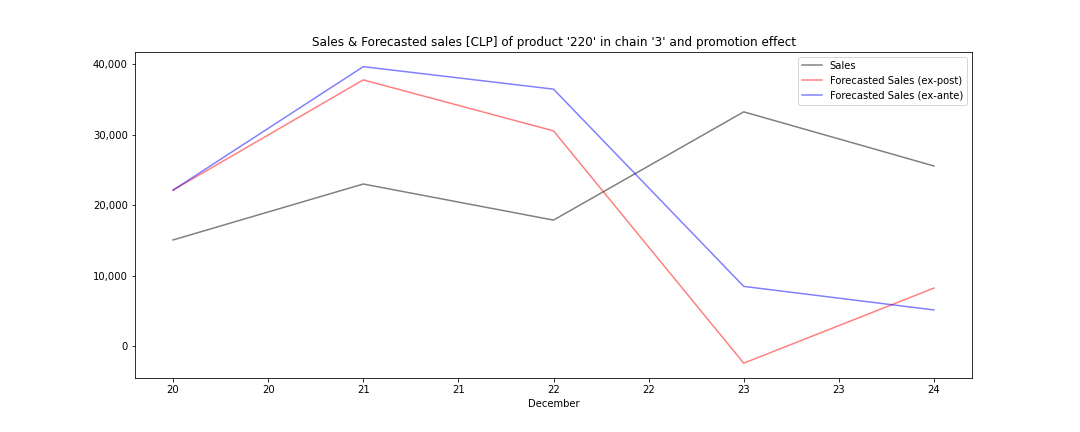 Sales & Forecasted sales [CLP] of product '220' in chain '3' and promotion effect
Sales
Forecasted Sales (ex-post)
Forecasted Sales (ex-ante)
40,000
30,000
20,000
10,000
0
20 20 21 21 22 22 23 23 24
December